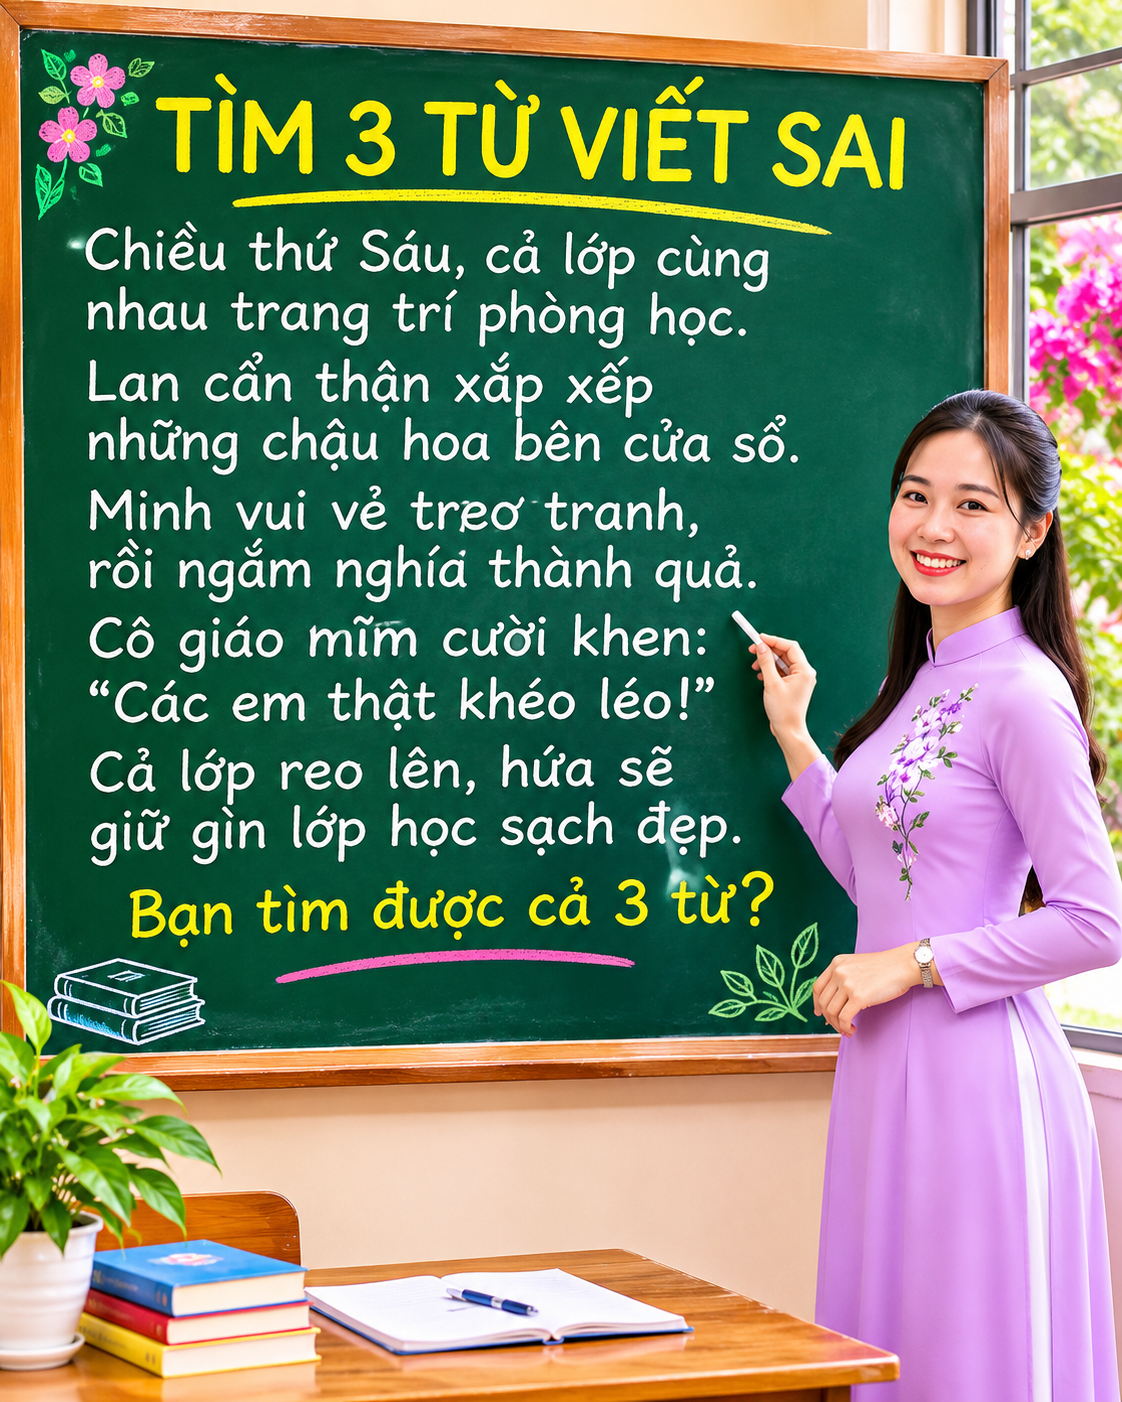 TÌM 3 TỪ VIẾT SAI
Chiều thứ Sáu, cả lớp cùng
nhau trang trí phòng học.
Lan cẩn thận xắp xếp
những chậu hoa bên cửa sổ.
Minh vui vẻ treơ tranh,
rồi ngắm nghía thành quả.
Cô giáo mĩm cười khen:
“Các em thật khéo léo!”
Cả lớp reo lên, hứa sẽ
giữ gìn lớp học sạch đẹp.
Bạn tìm được cả 3 từ?